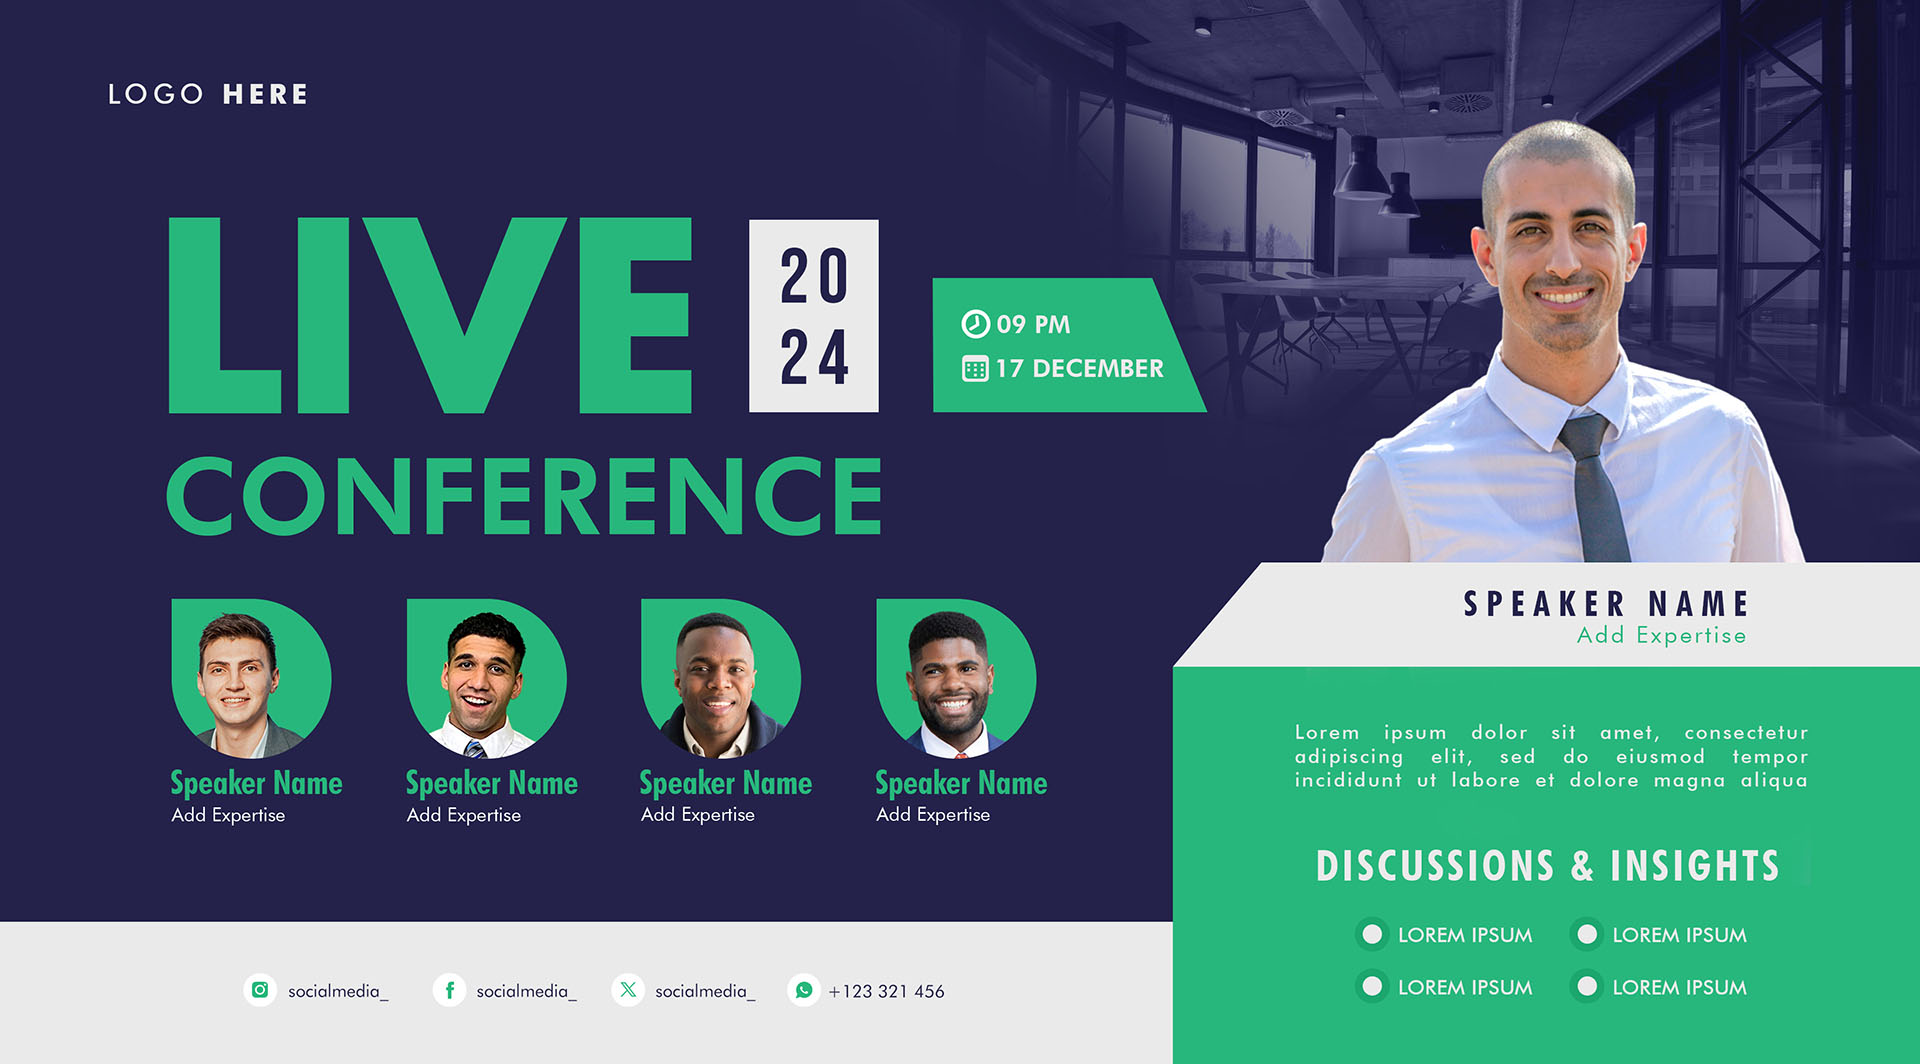 LOGO HERE
LIVE
20
24
09 PM
17 DECEMBER
CONFERENCE
Speaker Name
Add Expertise
Speaker Name
Add Expertise
Speaker Name
Add Expertise
Speaker Name
Add Expertise
SPEAKER NAME
Add Expertise
Lorem ipsum dolor sit amet, consectetur
adipiscing elit, sed do eiusmod tempor
incididunt ut labore et dolore magna aliqua
DISCUSSIONS & INSIGHTS
LOREM IPSUM
LOREM IPSUM
LOREM IPSUM
LOREM IPSUM
socialmedia_
socialmedia_
socialmedia_
+123 321 456